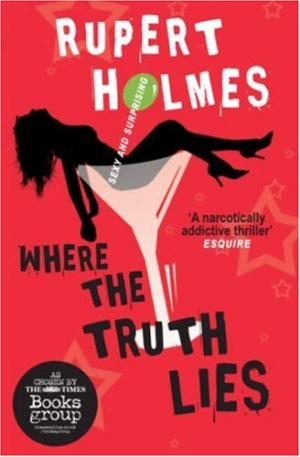 RUPERT
HOLMES
SEXY AND SURPRISING
'A narcotically
addictive thriller'
ESQUIRE
WHERE THE
TRUTH
LIES
AS
CHOSEN BY
THE TIMES
Books
group